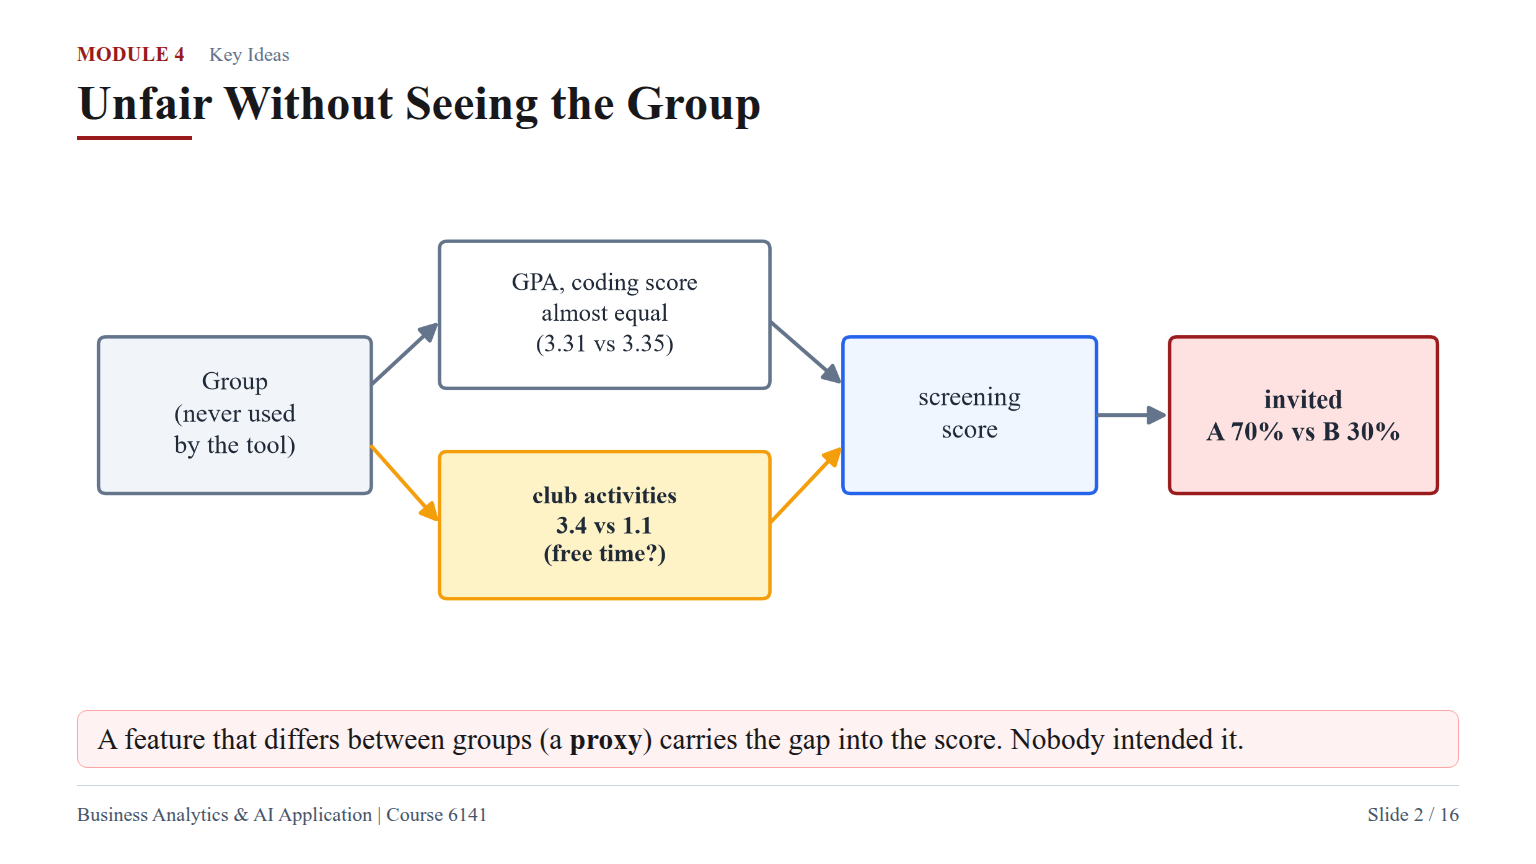 MODULE 4 Key Ideas
Unfair Without Seeing the Group
Group
(never used
by the tool)
GPA, coding score
almost equal
(3.31 vs 3.35)
club activities
3.4 vs 1.1
(free time?)
screening
score
invited
A 70% vs B 30%
A feature that differs between groups (a proxy) carries the gap into the score. Nobody intended it.
Business Analytics & AI Application | Course 6141
Slide 2 / 16